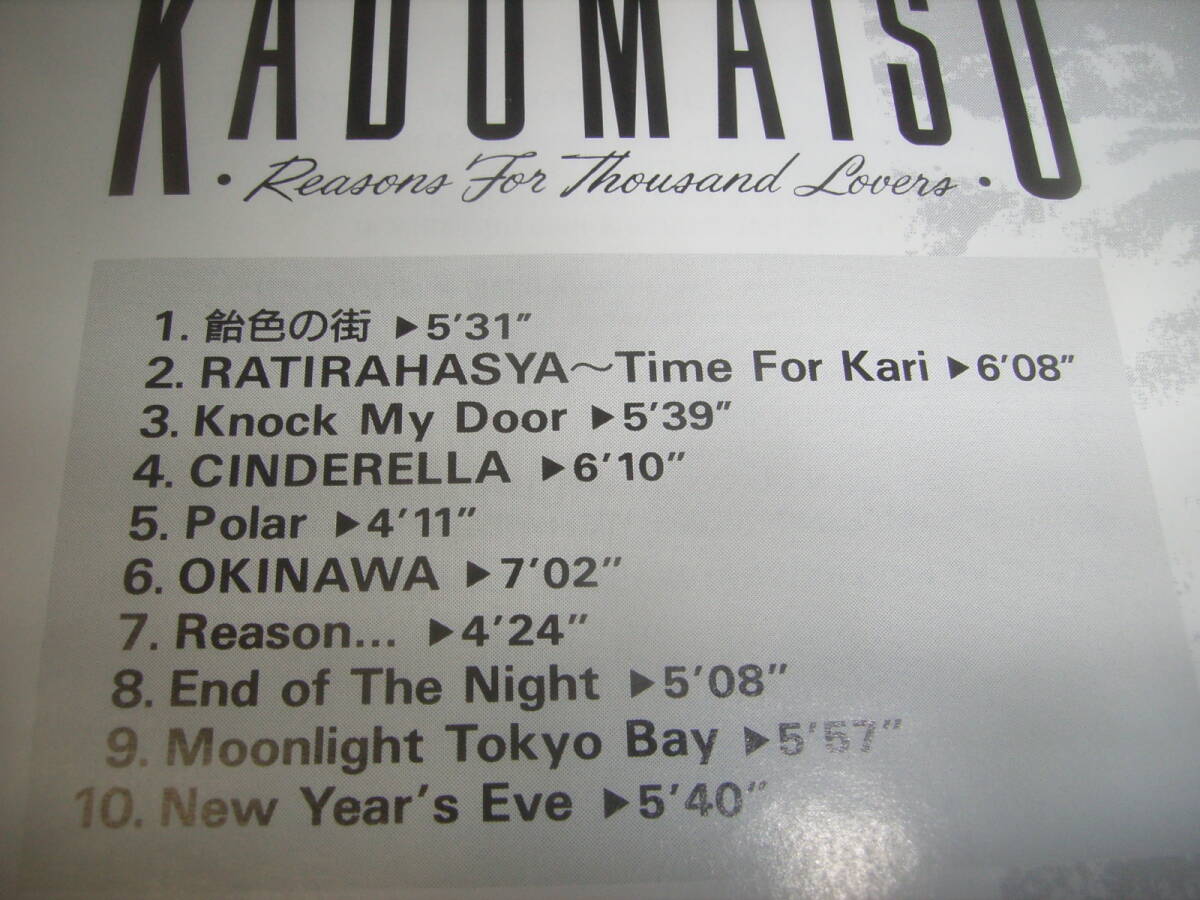 KADOMATSU
• Reasons For Thousand Lovers •
1. 飴色の街 ▶5'31"
2. RATIRAHASYA〜Time For Kari ▶6'08"
3. Knock My Door ▶5'39"
4. CINDERELLA ▶6'10"
5. Polar ▶4'11"
6. OKINAWA ▶7'02"
7. Reason... ▶4'24"
8. End of The Night ▶5'08"
9. Moonlight Tokyo Bay ▶5'57"
10. New Year's Eve ▶5'40"